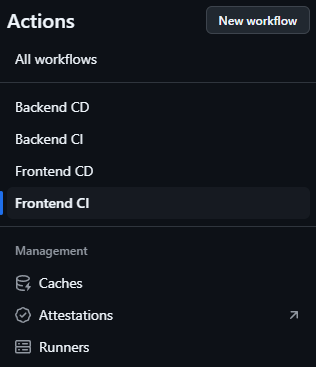 Actions
New workflow
All workflows
Backend CD
Backend CI
Frontend CD
Frontend CI
Management
Caches
Attestations
Runners